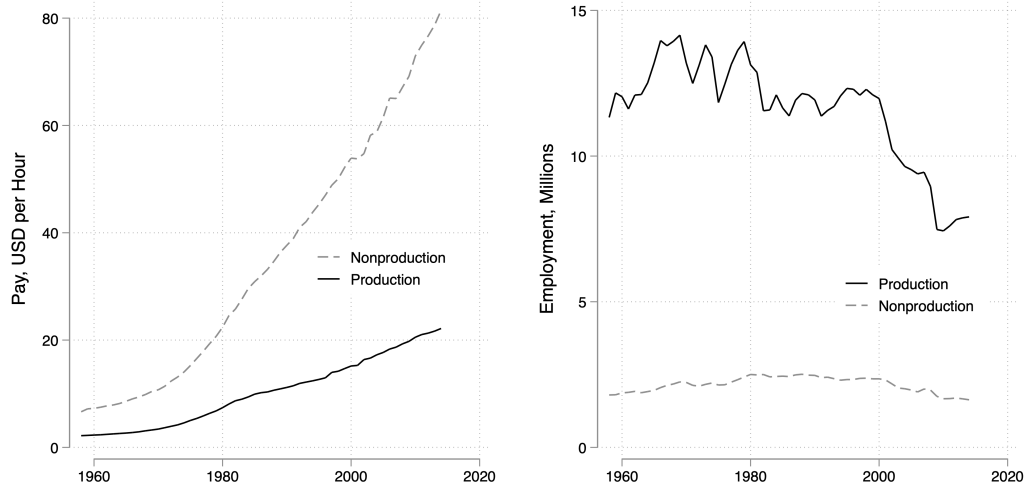 Pay, USD per Hour
80
60
40
20
0
1960 1980 2000 2020
Nonproduction
Production
Employment, Millions
15
10
5
0
1960 1980 2000 2020
Production
Nonproduction